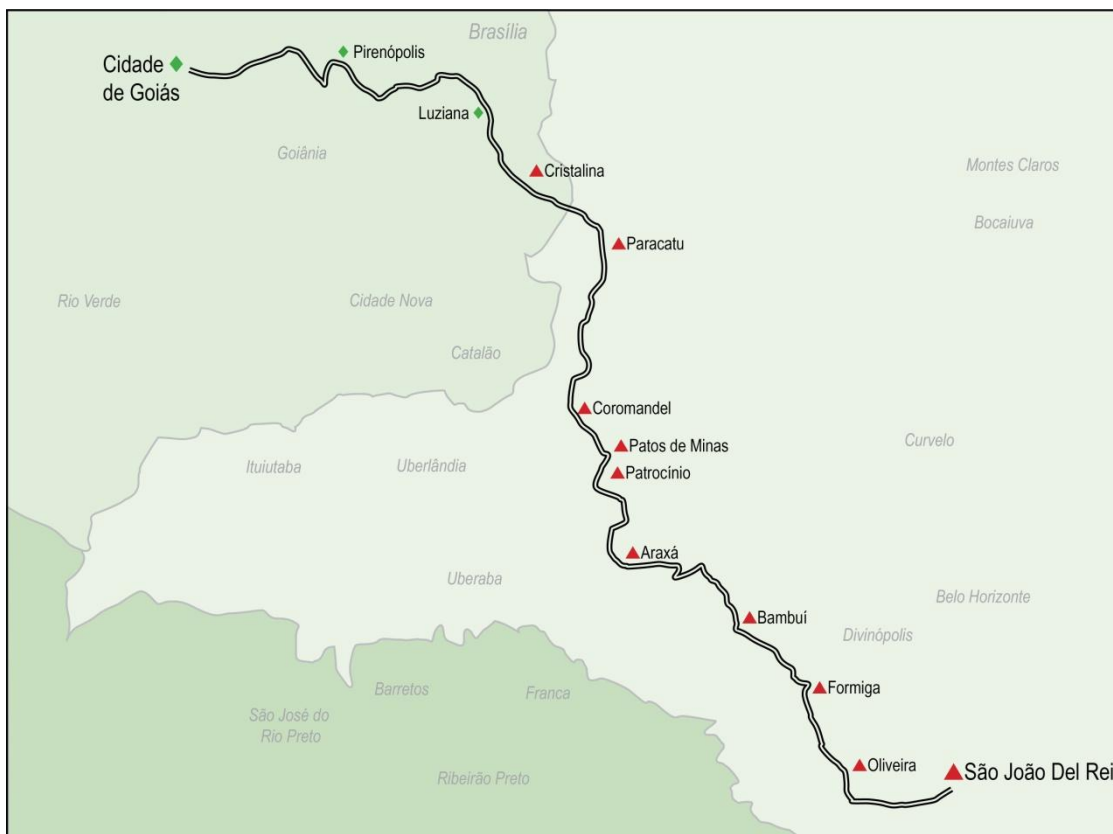 Brasília
Pirenópolis
Cidade
de Goiás
Luziana
Goiânia
Cristalina
Montes Claros
Bocaiuva
Paracatu
Rio Verde
Cidade Nova
Catalão
Coromandel
Patos de Minas
Curvelo
Ituiutaba
Uberlândia
Patrocínio
Araxá
Uberaba
Belo Horizonte
Bambuí
Divinópolis
Barretos
Franca
Formiga
São José do
Rio Preto
Oliveira
São João Del Rei
Ribeirão Preto